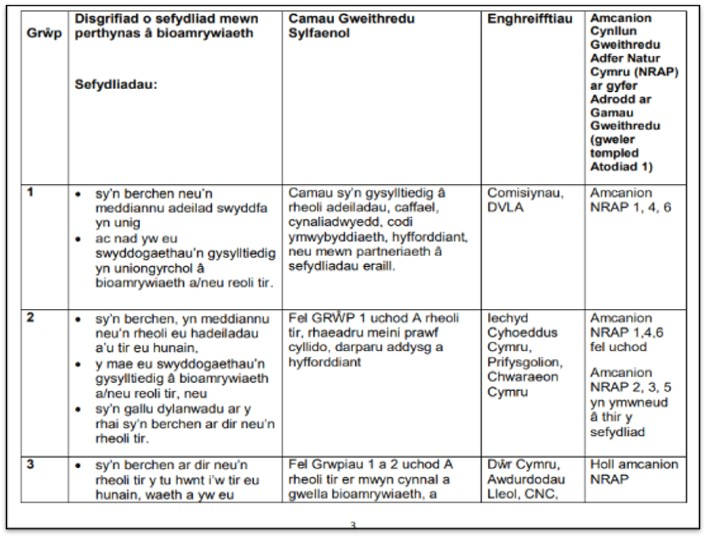 Grŵp
Disgrifiad o sefydliad mewn
perthynas â bioamrywiaeth
Sefydliadau:
Camau Gweithredu
Sylfaenol
Enghreifftiau
Amcanion
Cynllun
Gweithredu
Adfer Natur
Cymru (NRAP)
ar gyfer
Adrodd ar
Gamau
Gweithredu
(gweler
templed
Atodiad 1)
1
• sy'n berchen neu'n
meddiannu adeilad swyddfa
yn unig
• ac nad yw eu
swyddogaethau'n gysylltiedig
yn uniongyrchol â
bioamrywiaeth a/neu reoli tir.
Camau sy'n gysylltiedig â
rheoli adeiladau, caffael,
cynaliadwyedd, codi
ymwybyddiaeth, hyfforddiant,
neu mewn partneriaeth â
sefydliadau eraill.
Comisiynau,
DVLA
Amcanion
NRAP 1, 4, 6
2
• sy'n berchen, yn meddiannu
neu'n rheoli eu hadeiladau
a'u tir eu hunain,
• y mae eu swyddogaethau'n
gysylltiedig â bioamrywiaeth
a/neu reoli tir, neu
• sy'n gallu dylanwadu ar y
rhai sy'n berchen ar dir neu'n
rheoli tir.
Fel GRŴP 1 uchod A rheoli
tir, rhaeadru meini prawf
cyllido, darparu addysg a
hyfforddiant
Iechyd
Cyhoeddus
Cymru,
Prifysgolion,
Chwaraeon
Cymru
Amcanion
NRAP 1,4,6
fel uchod
Amcanion
NRAP 2, 3, 5
yn ymwneud
â thir y
sefydliad
3
• sy'n berchen ar dir neu'n
rheoli tir y tu hwnt i'w tir eu
hunain, waeth a yw eu
Fel Grwpiau 1 a 2 uchod A
rheoli tir er mwyn cynnal a
gwella bioamrywiaeth, a
Dŵr Cymru,
Awdurdodau
Lleol, CNC,
Holl amcanion
NRAP
3